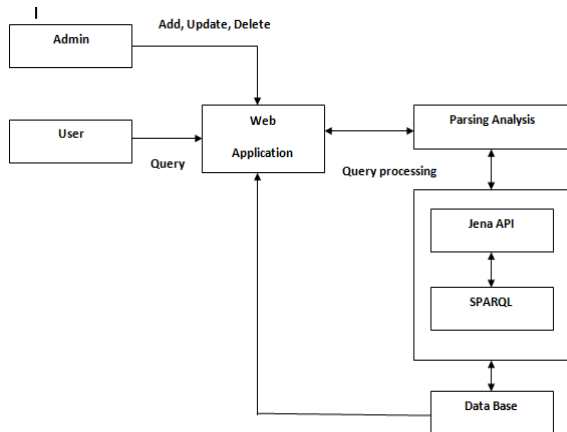 I
Add, Update, Delete
Admin
User
Web
Application
Parsing Analysis
Query
Query processing
Jena API
SPARQL
Data Base